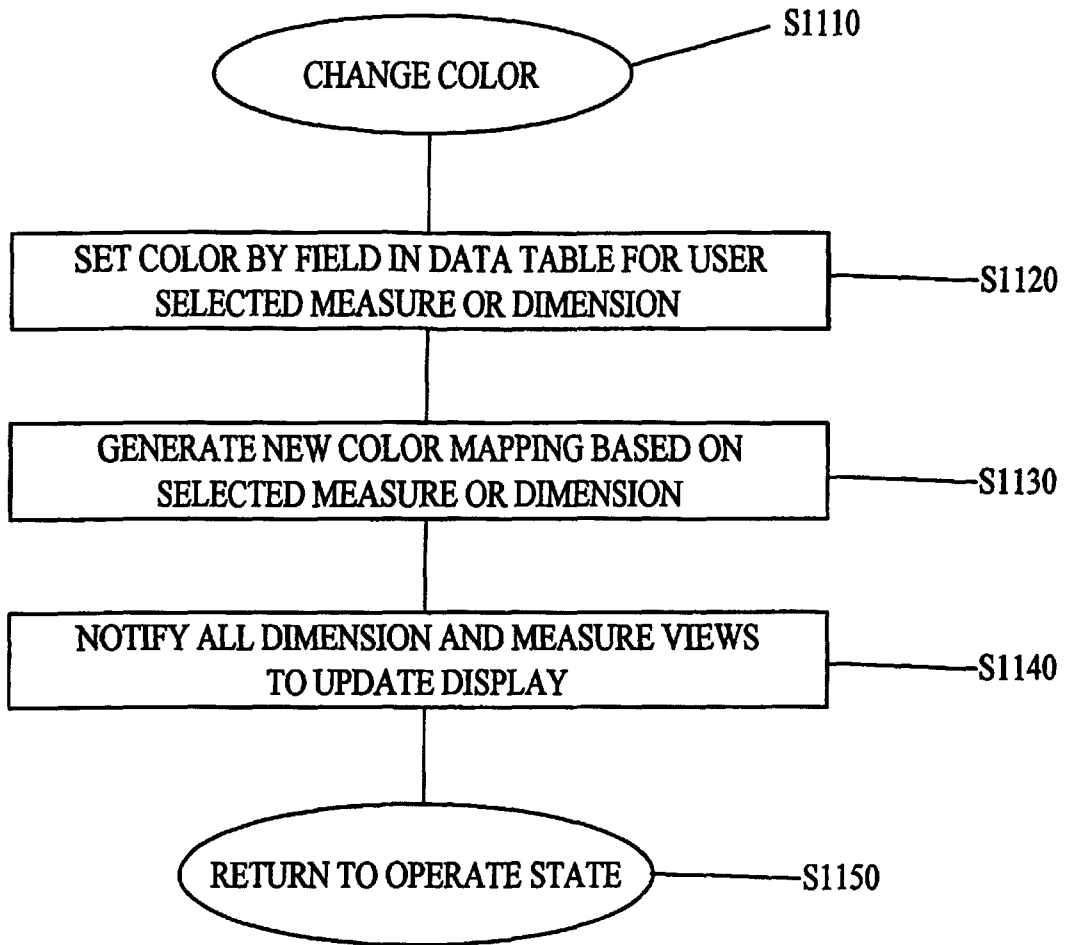 S1110
CHANGE COLOR
SET COLOR BY FIELD IN DATA TABLE FOR USER
SELECTED MEASURE OR DIMENSION
S1120
GENERATE NEW COLOR MAPPING BASED ON
SELECTED MEASURE OR DIMENSION
S1130
NOTIFY ALL DIMENSION AND MEASURE VIEWS
TO UPDATE DISPLAY
S1140
RETURN TO OPERATE STATE
S1150